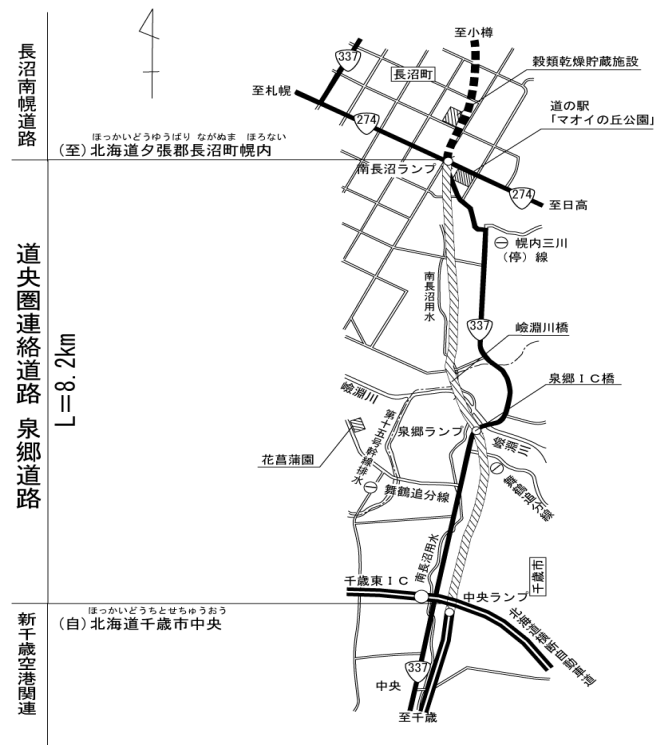 至小樽
337
長沼町
穀類乾燥貯蔵施設
至札幌
274
道の駅
「マオイの丘公園」
長沼南幌道路
ほっかいどうゆうばり ながぬま ほろない
(至)北海道夕張郡長沼町幌内
南長沼ランプ
274
至日高
幌内三川
(停)線
南長沼用水
337
嶮淵川橋
道央圏連絡道路 泉郷道路
L=8.2km
泉郷IC橋
嶮淵川
第十五号幹線排水
泉郷ランプ
嶮淵川
花菖蒲園
舞鶴追分線
舞鶴追分線
南長沼用水
千歳市
千歳東IC
中央ランプ
ほっかいどうちとせちゅうおう
(自)北海道千歳市中央
北海道横断自動車道
新千歳空港関連
337
中央
至千歳